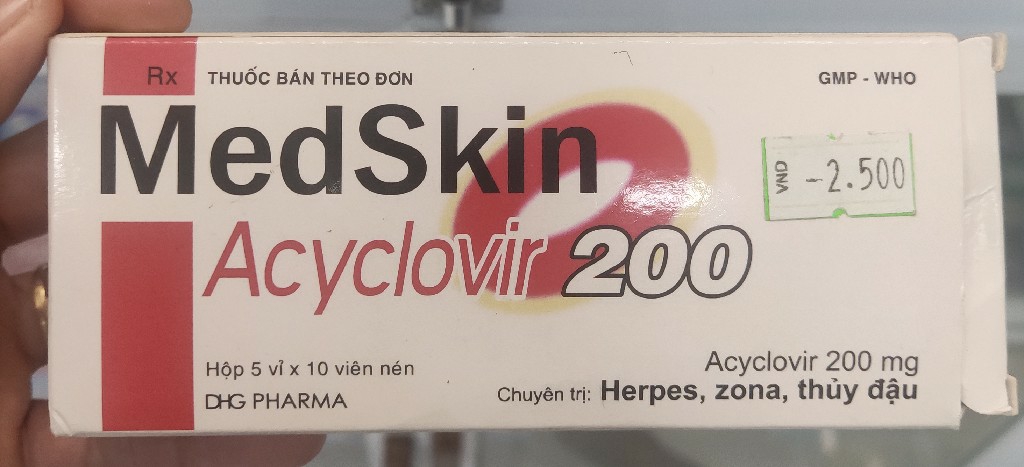 Rx THUỐC BÁN THEO ĐƠN
GMP - WHO
MedSkin
VND -2.500
Acyclovir 200
Hộp 5 vỉ x 10 viên nén
DHG PHARMA
Acyclovir 200 mg
Chuyên trị: Herpes, zona, thủy đậu